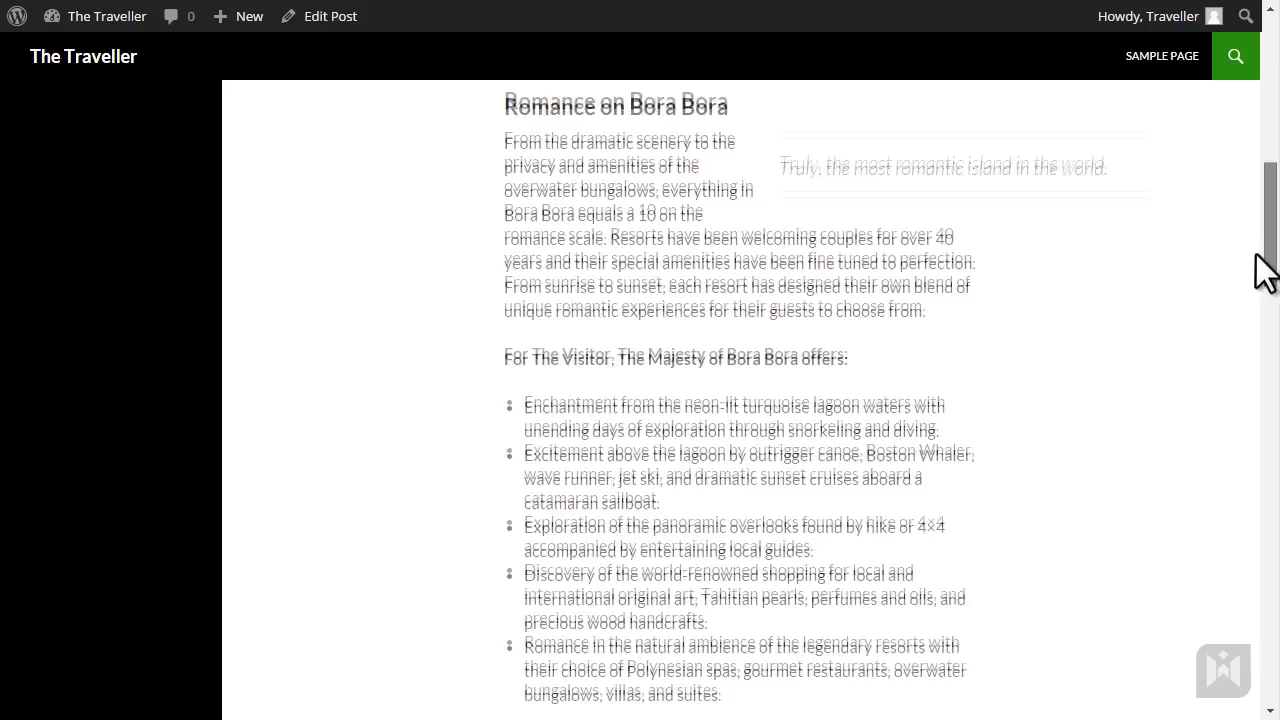 The Traveller 0 New Edit Post Howdy, Traveller
The Traveller SAMPLE PAGE
Romance on Bora Bora
From the dramatic scenery to the
privacy and amenities of the
overwater bungalows, everything in
Bora Bora equals a 10 on the
romance scale. Resorts have been welcoming couples for over 40
years and their special amenities have been fine tuned to perfection.
From sunrise to sunset, each resort has designed their own blend of
unique romantic experiences for their guests to choose from.
Truly, the most romantic island in the world.
For The Visitor, The Majesty of Bora Bora offers:
• Enchantment from the neon-lit turquoise lagoon waters with
unending days of exploration through snorkeling and diving.
• Excitement above the lagoon by outrigger canoe, Boston Whaler,
wave runner, jet ski, and dramatic sunset cruises aboard a
catamaran sailboat.
• Exploration of the panoramic overlooks found by hike or 4×4
accompanied by entertaining local guides.
• Discovery of the world-renowned shopping for local and
international original art, Tahitian pearls, perfumes and oils, and
precious wood handcrafts.
• Romance in the natural ambience of the legendary resorts with
their choice of Polynesian spas, gourmet restaurants, overwater
bungalows, villas, and suites.